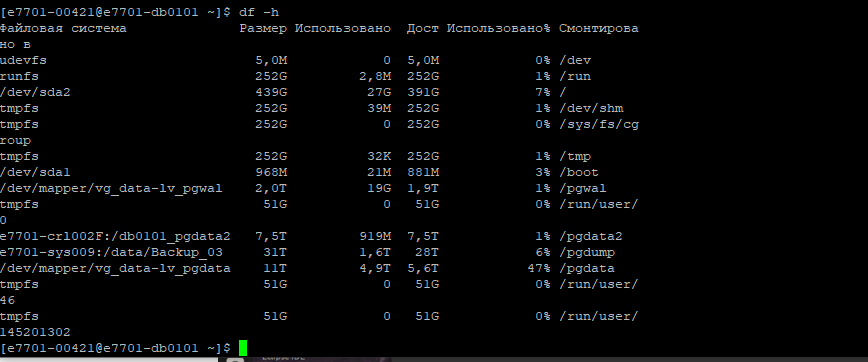 [e7701-00421@e7701-db0101 ~]$ df -h
Файловая система Размер Использовано Дост Использовано% Смонтирова
но в
udevfs 5,0M 0 5,0M 0% /dev
runfs 252G 2,8M 252G 1% /run
/dev/sda2 439G 27G 391G 7% /
tmpfs 252G 39M 252G 1% /dev/shm
tmpfs 252G 0 252G 0% /sys/fs/cg
roup
tmpfs 252G 32K 252G 1% /tmp
/dev/sda1 968M 21M 881M 3% /boot
/dev/mapper/vg_data-lv_pgwal 2,0T 19G 1,9T 1% /pgwal
tmpfs 51G 0 51G 0% /run/user/
0
e7701-crl002F:/db0101_pgdata2 7,5T 919M 7,5T 1% /pgdata2
e7701-sys009:/data/Backup_03 31T 1,6T 28T 6% /pgdump
/dev/mapper/vg_data-lv_pgdata 11T 4,9T 5,6T 47% /pgdata
tmpfs 51G 0 51G 0% /run/user/
46
tmpfs 51G 0 51G 0% /run/user/
145201302
[e7701-00421@e7701-db0101 ~]$